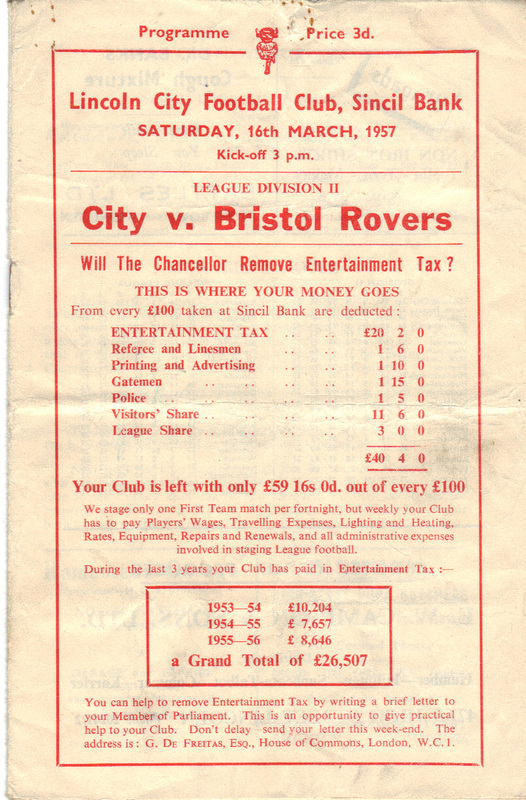 Programme Price 3d.
Lincoln City Football Club, Sincil Bank
SATURDAY, 16th MARCH, 1957
Kick-off 3 p.m.
LEAGUE DIVISION II
City v. Bristol Rovers
Will The Chancellor Remove Entertainment Tax?
THIS IS WHERE YOUR MONEY GOES
From every £100 taken at Sincil Bank are deducted:
ENTERTAINMENT TAX .. .. £20 2 0
Referee and Linesmen .. .. 1 6 0
Printing and Advertising .. .. 1 10 0
Gatemen .. .. .. 1 15 0
Police .. .. .. .. 1 5 0
Visitors' Share .. .. .. 11 6 0
League Share .. .. .. 3 0 0
£40 4 0
Your Club is left with only £59 16s 0d. out of every £100
We stage only one First Team match per fortnight, but weekly your Club
has to pay Players' Wages, Travelling Expenses, Lighting and Heating,
Rates, Equipment, Repairs and Renewals, and all administrative expenses
involved in staging League football.
During the last 3 years your Club has paid in Entertainment Tax :—
1953—54 £10,204
1954—55 £ 7,657
1955—56 £ 8,646
a Grand Total of £26,507
You can help to remove Entertainment Tax by writing a brief letter to
your Member of Parliament. This is an opportunity to give practical
help to your Club. Don't delay - send your letter this week-end. The
address is: G. DE FREITAS, ESQ., House of Commons, London, W.C.1.